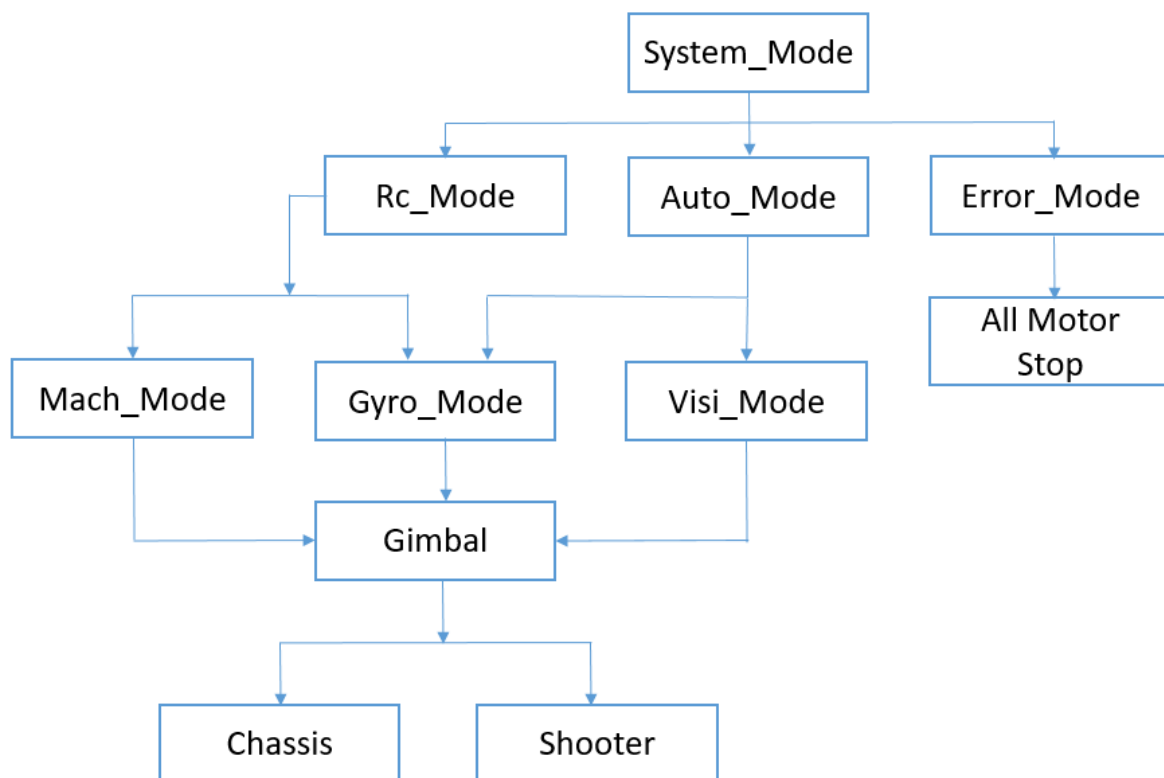 System_Mode
Rc_Mode
Auto_Mode
Error_Mode
All Motor
Stop
Mach_Mode
Gyro_Mode
Visi_Mode
Gimbal
Chassis
Shooter